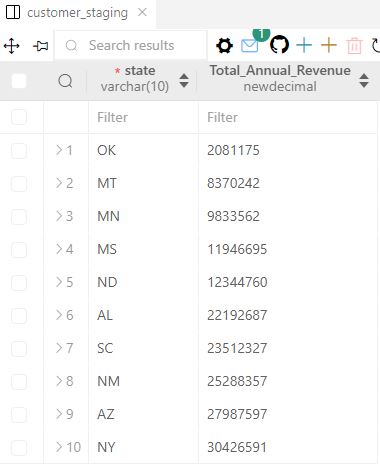 customer_staging
Search results
1
* state Total_Annual_Revenue
varchar(10) newdecimal
Filter Filter
1 OK 2081175
2 MT 8370242
3 MN 9833562
4 MS 11946695
5 ND 12344760
6 AL 22192687
7 SC 23512327
8 NM 25288357
9 AZ 27987597
10 NY 30426591